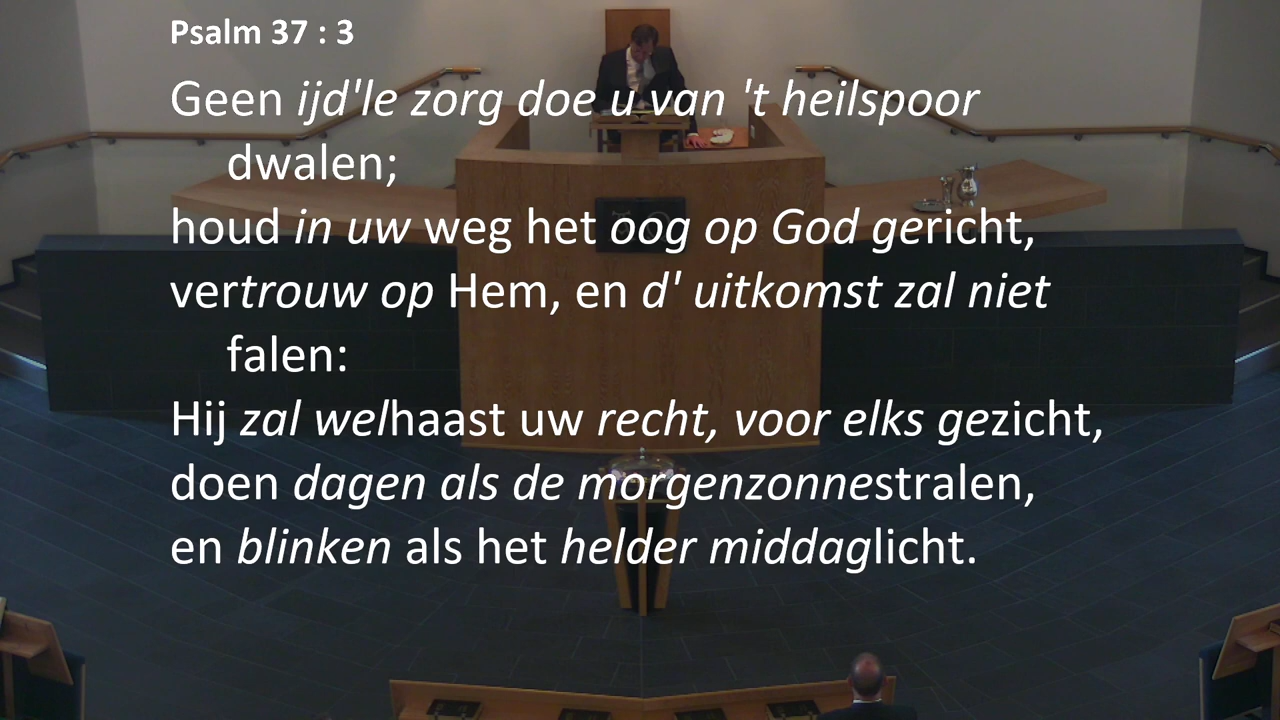 Psalm 37 : 3
Geen ijd'le zorg doe u van 't heilspoor
dwalen;
houd in uw weg het oog op God gericht,
vertrouw op Hem, en d' uitkomst zal niet
falen:
Hij zal welhaast uw recht, voor elks gezicht,
doen dagen als de morgenzonnestralen,
en blinken als het helder middaglicht.